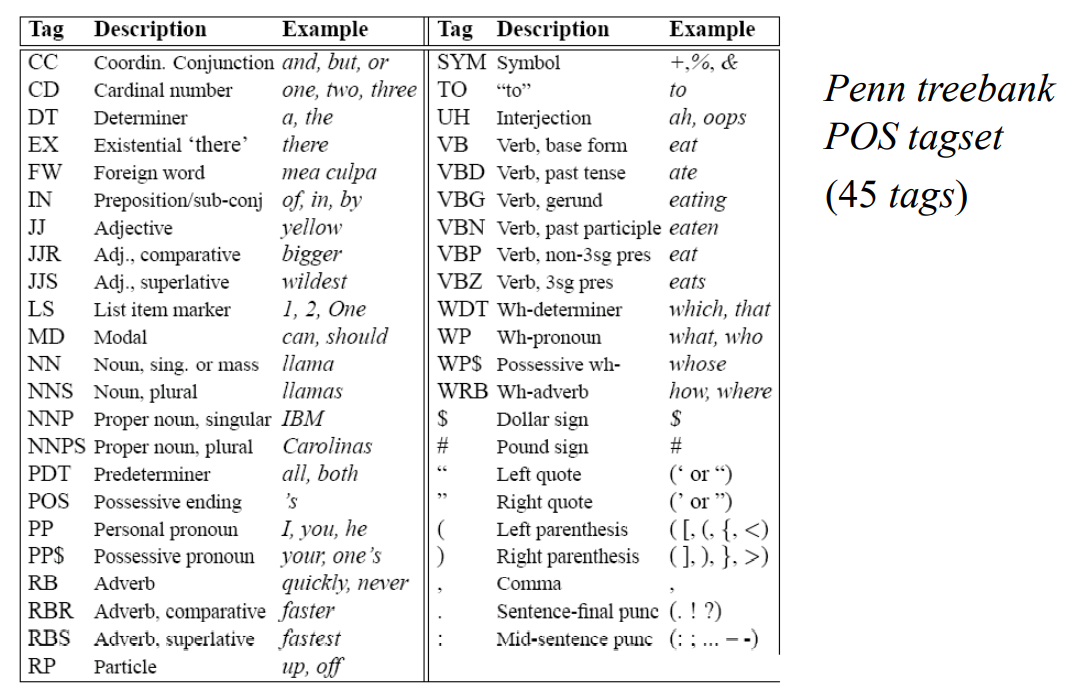 Tag Description Example Tag Description Example
CC Coordin. Conjunction and, but, or SYM Symbol +,%, &
CD Cardinal number one, two, three TO “to” to
DT Determiner a, the UH Interjection ah, oops
EX Existential ‘there’ there VB Verb, base form eat
FW Foreign word mea culpa VBD Verb, past tense ate
IN Preposition/sub-conj of, in, by VBG Verb, gerund eating
JJ Adjective yellow VBN Verb, past participle eaten
JJR Adj., comparative bigger VBP Verb, non-3sg pres eat
JJS Adj., superlative wildest VBZ Verb, 3sg pres eats
LS List item marker 1, 2, One WDT Wh-determiner which, that
MD Modal can, should WP Wh-pronoun what, who
NN Noun, sing. or mass llama WP$ Possessive wh- whose
NNS Noun, plural llamas WRB Wh-adverb how, where
NNP Proper noun, singular IBM $ Dollar sign $
NNPS Proper noun, plural Carolinas # Pound sign #
PDT Predeterminer all, both “ Left quote (‘ or “)
POS Possessive ending 's ” Right quote (’ or ”)
PP Personal pronoun I, you, he ( Left parenthesis ( [, (, {, <)
PP$ Possessive pronoun your, one's ) Right parenthesis ( ], ), }, >)
RB Adverb quickly, never , Comma ,
RBR Adverb, comparative faster . Sentence-final punc (. ! ?)
RBS Adverb, superlative fastest : Mid-sentence punc (: ; ... – -)
RP Particle up, off
Penn treebank
POS tagset
(45 tags)